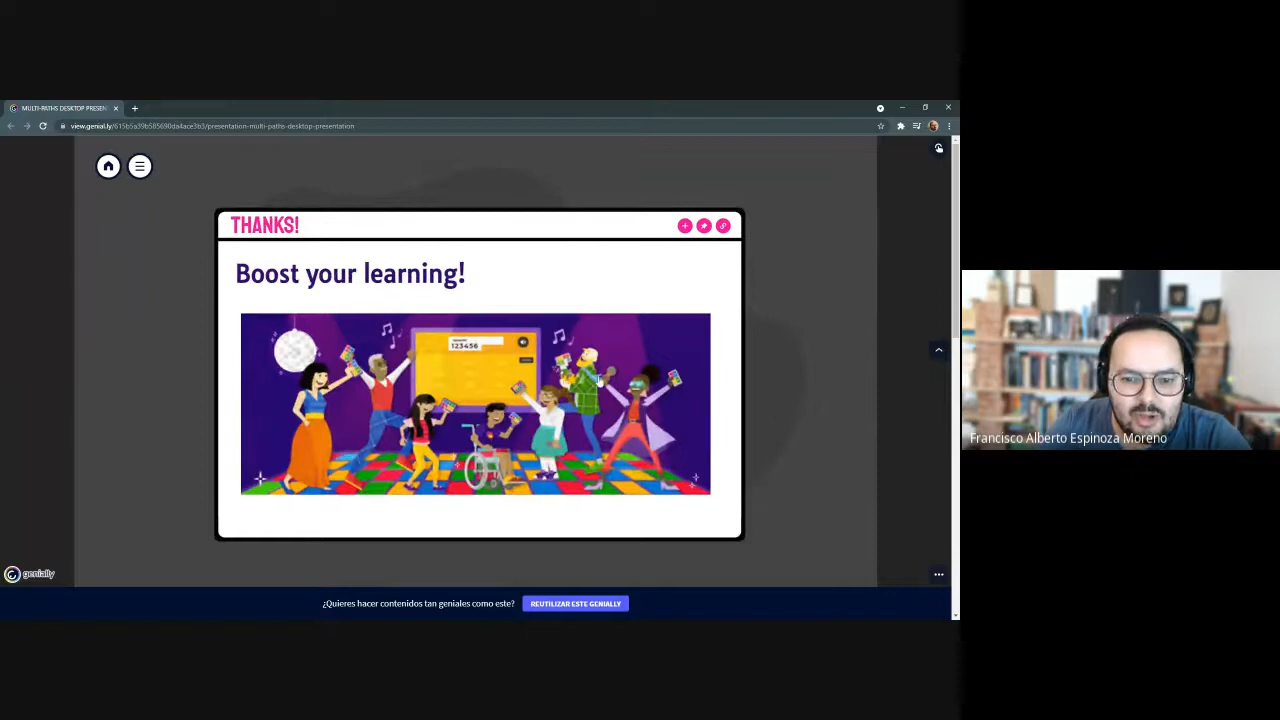 MULTI-PATHS DESKTOP PRESEN
view.genial.ly/615b5a39b585690da4ace3b3/presentation-multi-paths-desktop-presentation
THANKS!
Boost your learning!
123456
Francisco Alberto Espinoza Moreno
genially
¿Quieres hacer contenidos tan geniales como este?
REUTILIZAR ESTE GENIALLY